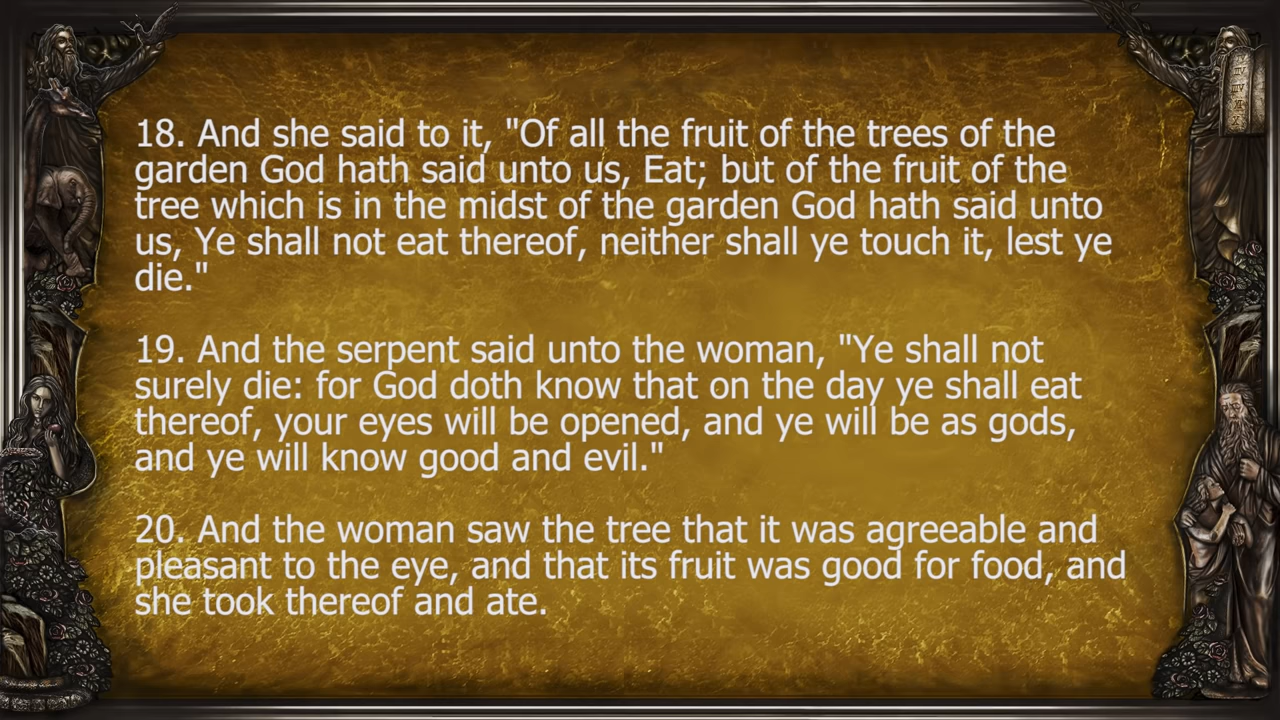 18. And she said to it, "Of all the fruit of the trees of the
garden God hath said unto us, Eat; but of the fruit of the
tree which is in the midst of the garden God hath said unto
us, Ye shall not eat thereof, neither shall ye touch it, lest ye
die."
19. And the serpent said unto the woman, "Ye shall not
surely die: for God doth know that on the day ye shall eat
thereof, your eyes will be opened, and ye will be as gods,
and ye will know good and evil."
20. And the woman saw the tree that it was agreeable and
pleasant to the eye, and that its fruit was good for food, and
she took thereof and ate.